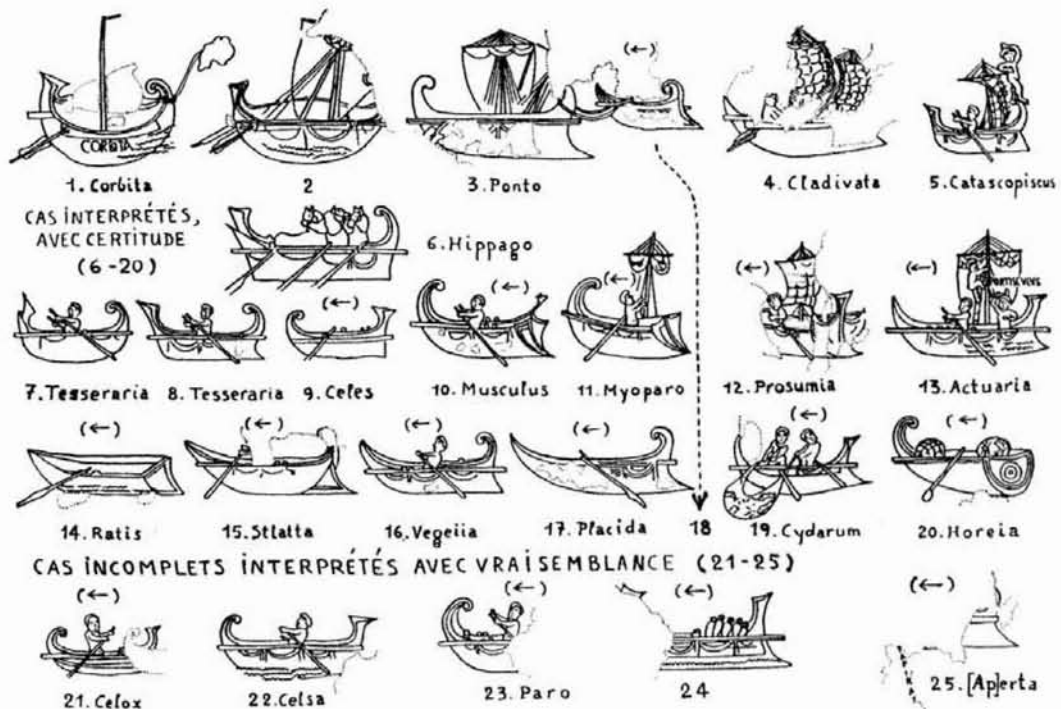 CORBITA
(←)
1. Corbita 2 3. Ponto 4. Cladivata 5. Catascopiscus
CAS INTERPRÉTÉS,
AVEC CERTITUDE
(6-20)
6. Hippago
(←) (←) (←) (←) (←)
7. Tesseraria 8. Tesseraria 9. Celes 10. Musculus 11. Myoparo 12. Prosumia 13. Actuaria
(←) (←) (←) (←) (←) (←)
14. Ratis 15. Stlatta 16. Vegeiia 17. Placida 18 19. Cydarum 20. Horeia
CAS INCOMPLETS INTERPRÉTÉS AVEC VRAISEMBLANCE (21-25)
(←) (←) (←) (←)
21. Celox 22. Celsa 23. Paro 24 25. [Ap]erta